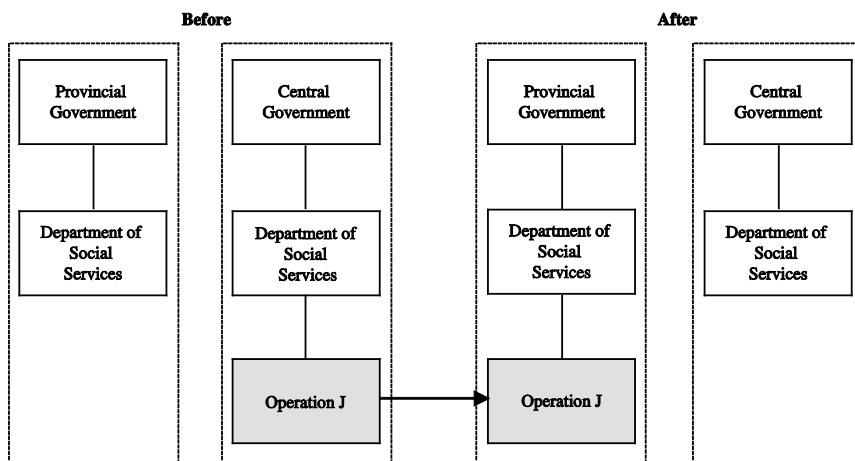 Before
After
Provincial
Government
Central
Government
Provincial
Government
Central
Government
Department of
Social
Services
Department of
Social
Services
Department of
Social
Services
Department of
Social
Services
Operation J
Operation J